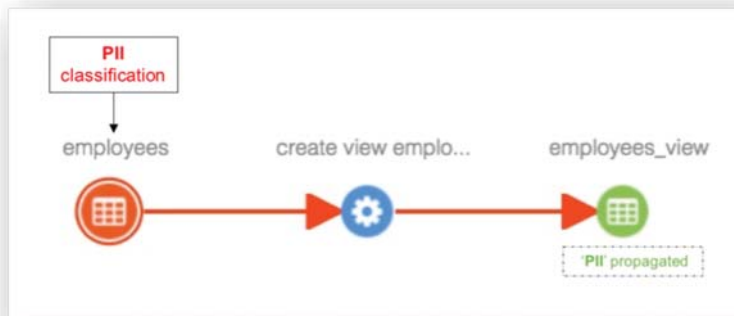 PII
classification
employees
create view emplo...
employees_view
'PII' propagated